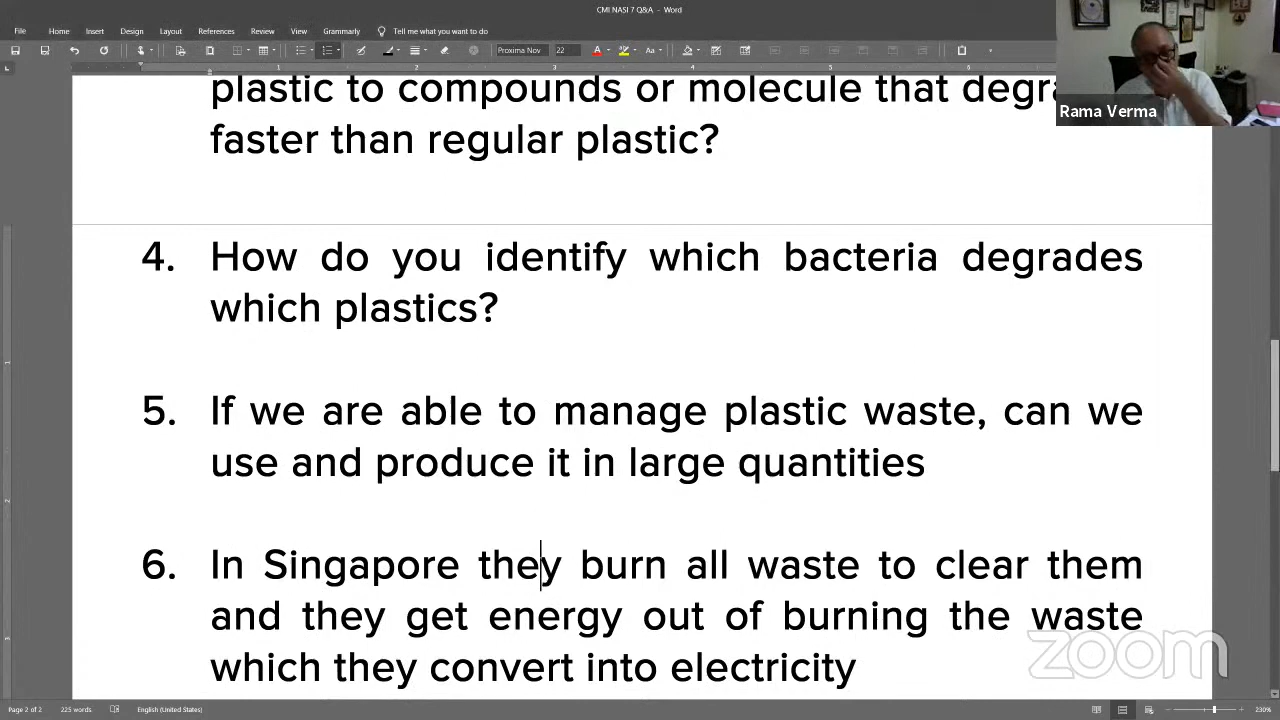 CMI NASI 7 Q&A - Word
File Home Insert Design Layout References Mailings Review View Grammarly Tell me what you want to do
Proxima Nov 22
plastic to compounds or molecule that degra
faster than regular plastic?
Rama Verma
4. How do you identify which bacteria degrades
which plastics?
5. If we are able to manage plastic waste, can we
use and produce it in large quantities
6. In Singapore they burn all waste to clear them
and they get energy out of burning the waste
which they convert into electricity
zoom
Page 2 of 2 225 words English (United States) 230%